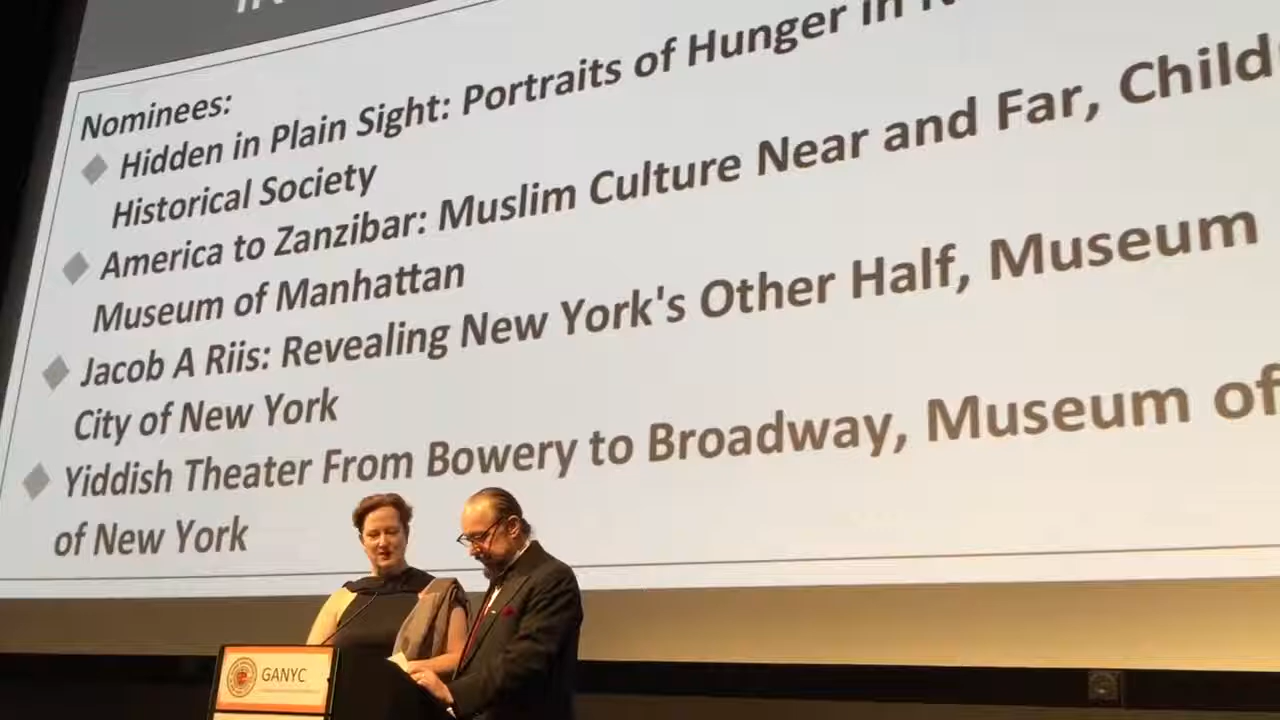 Nominees:
Hidden in Plain Sight: Portraits of Hunger in
Historical Society
America to Zanzibar: Muslim Culture Near and Far,
Museum of Manhattan
Jacob A Riis: Revealing New York's Other Half, Museum
City of New York
Yiddish Theater From Bowery to Broadway, Museum of
of New York
GANYC